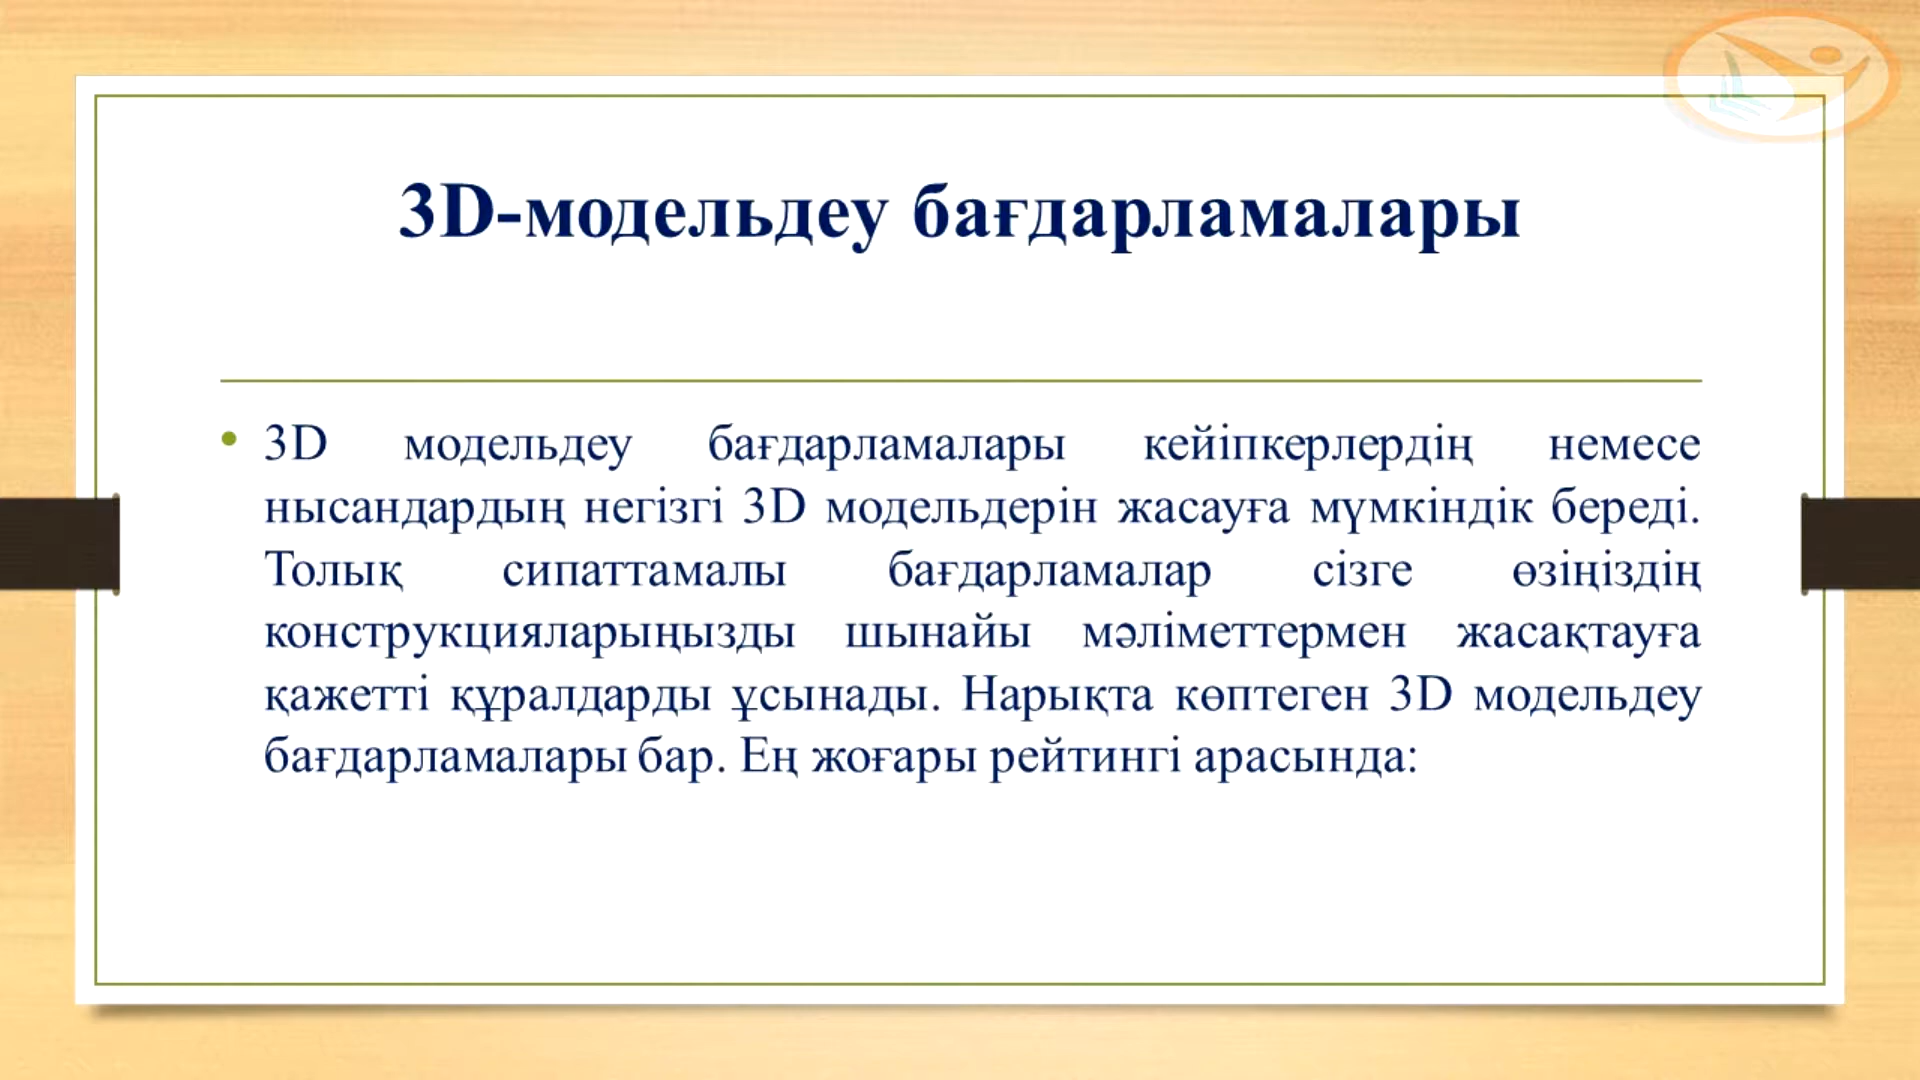 3D-модельдеу бағдарламалары
• 3D модельдеу бағдарламалары кейіпкерлердің немесе
нысандардың негізгі 3D модельдерін жасауға мүмкіндік береді.
Толық сипаттамалы бағдарламалар сізге өзіңіздің
конструкцияларыңызды шынайы мәліметтермен жасақтауға
қажетті құралдарды ұсынады. Нарықта көптеген 3D модельдеу
бағдарламалары бар. Ең жоғары рейтингі арасында: